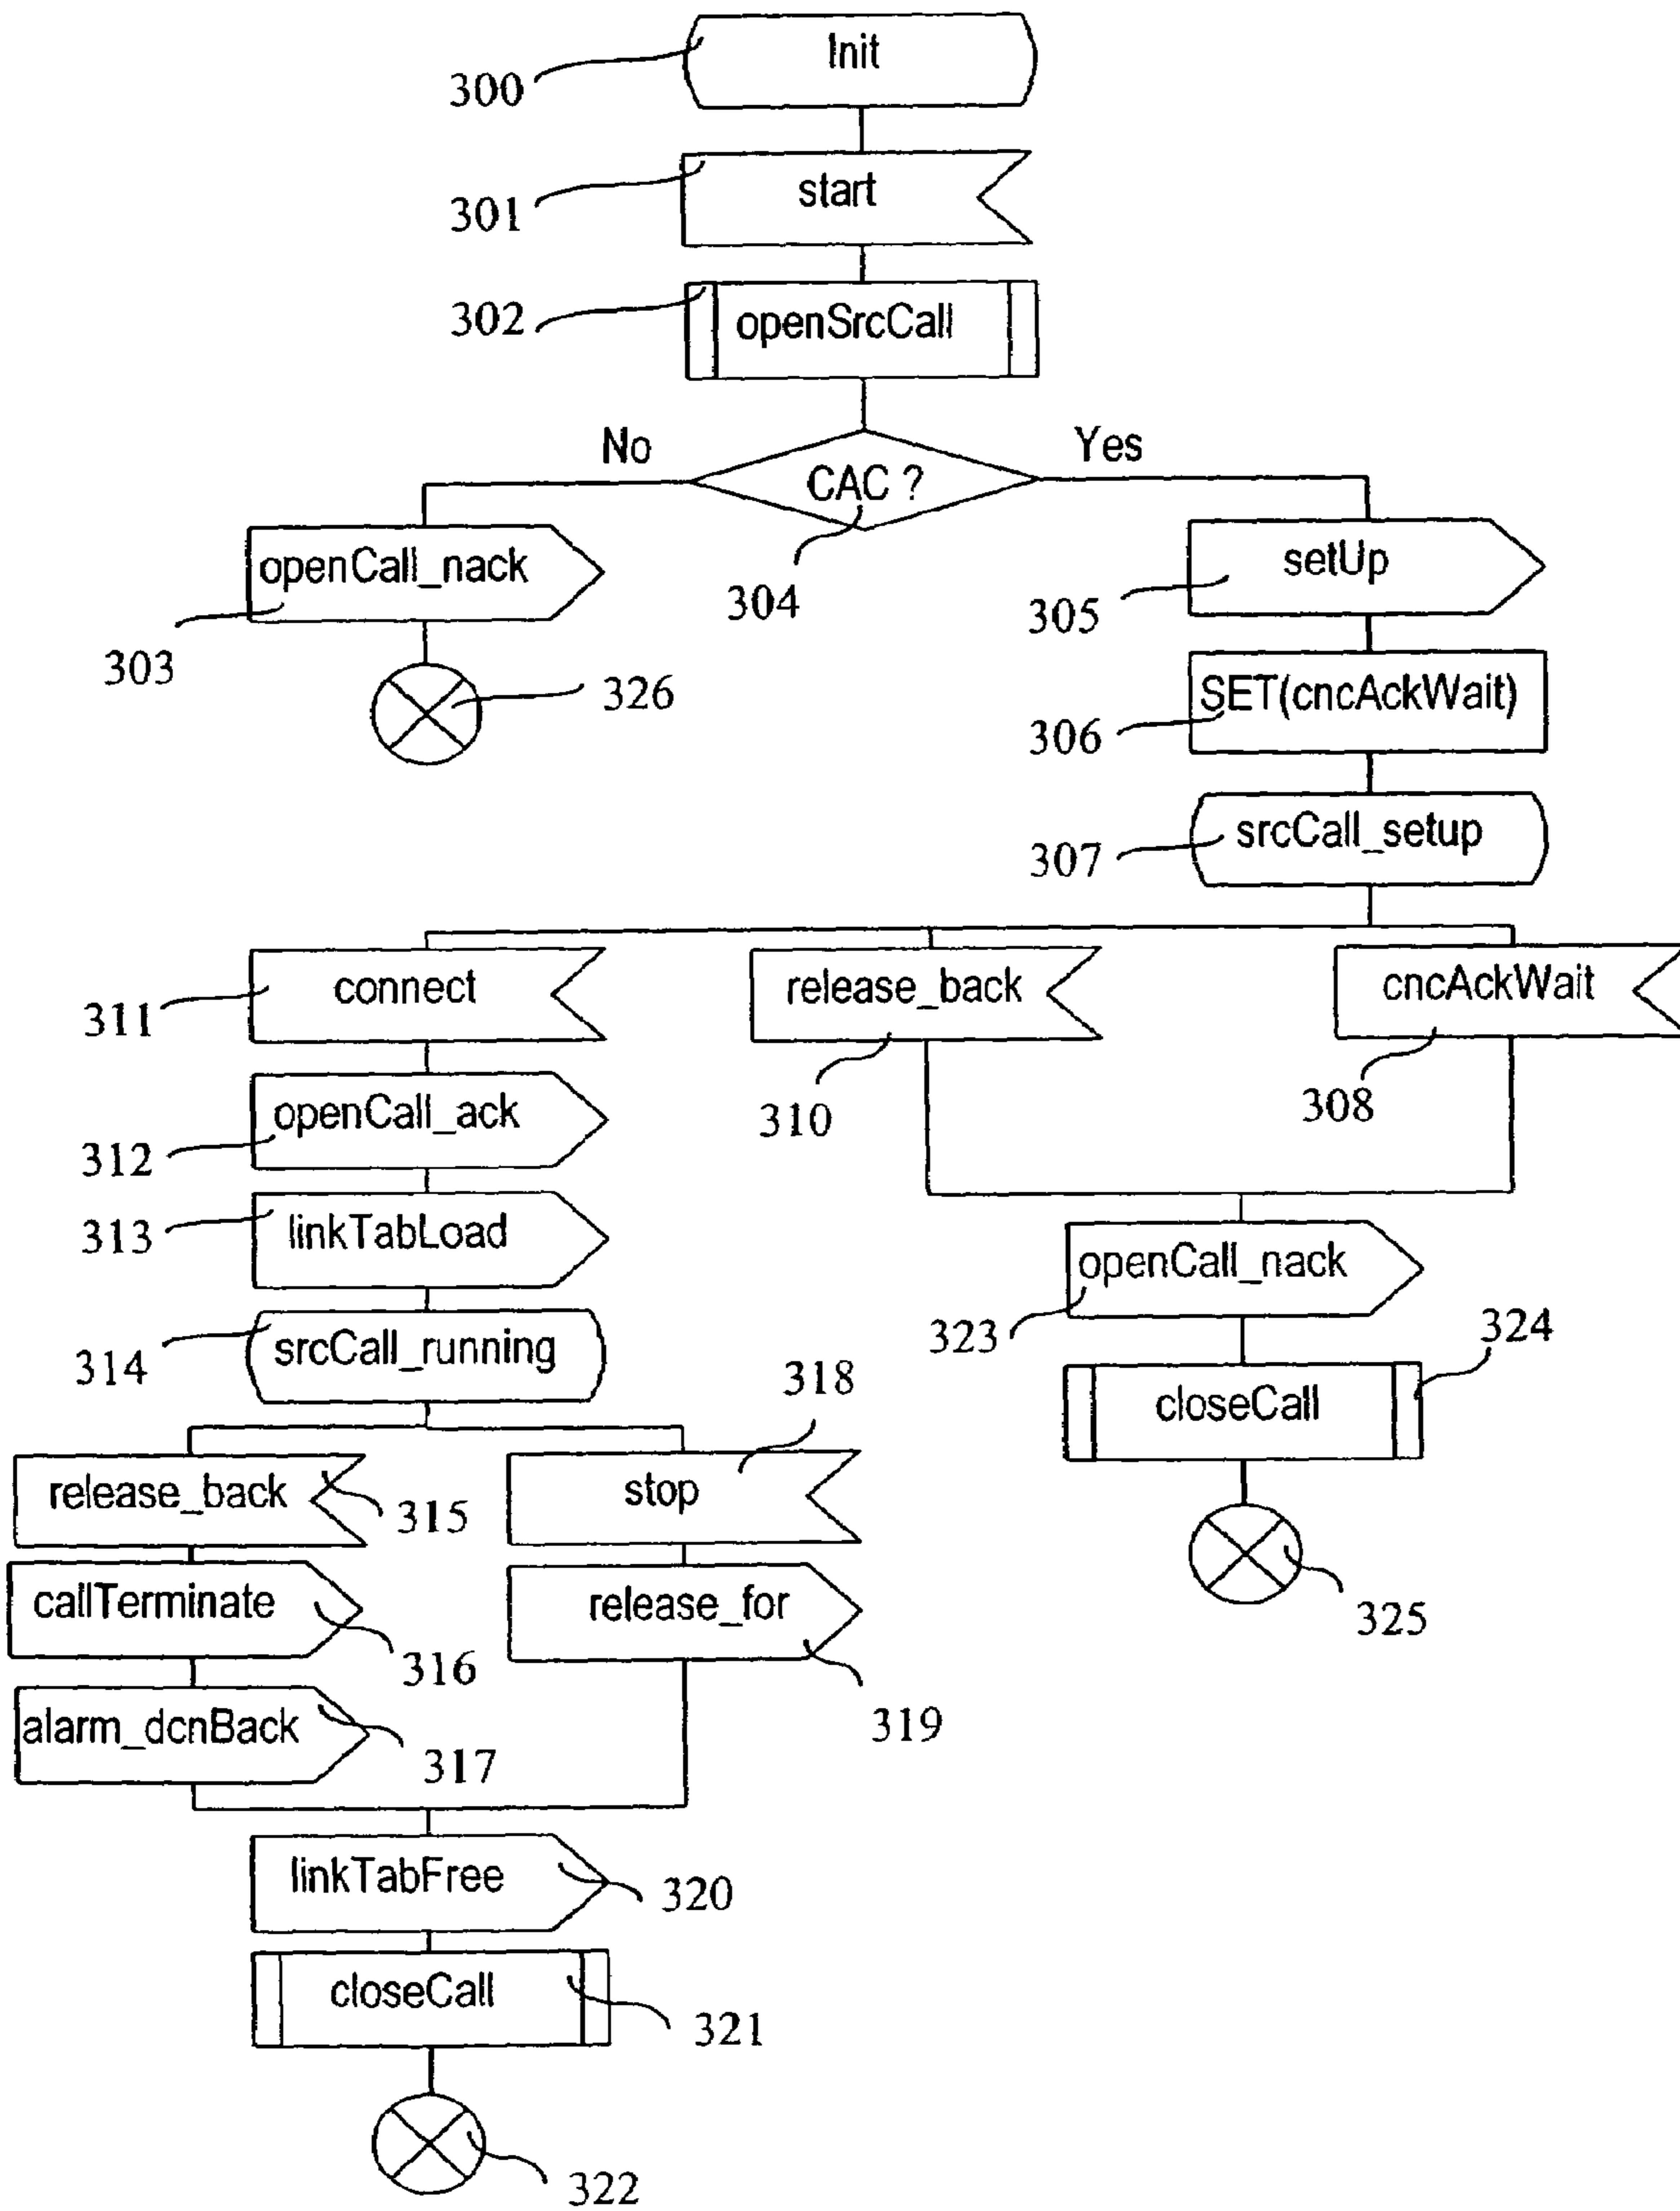 Init
300
start
301
openSrcCall
302
No
Yes
CAC ?
304
openCall_nack
303
326
setUp
305
SET(cncAckWait)
306
srcCall_setup
307
connect
311
release_back
310
cncAckWait
308
openCall_ack
312
linkTabLoad
313
openCall_nack
323
srcCall_running
314
closeCall
324
325
release_back
315
stop
318
callTerminate
316
release_for
319
alarm_dcnBack
317
linkTabFree
320
closeCall
321
322